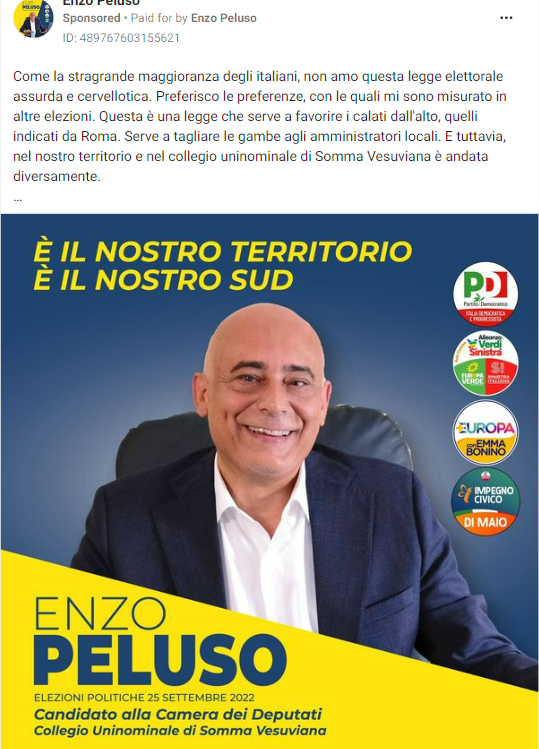 Enzo Peluso
Sponsored • Paid for by Enzo Peluso
ID: 489767603155621
Come la stragrande maggioranza degli italiani, non amo questa legge elettorale
assurda e cervellotica. Preferisco le preferenze, con le quali mi sono misurato in
altre elezioni. Questa è una legge che serve a favorire i calati dall'alto, quelli
indicati da Roma. Serve a tagliare le gambe agli amministratori locali. E tuttavia,
nel nostro territorio e nel collegio uninominale di Somma Vesuviana è andata
diversamente.
...
È IL NOSTRO TERRITORIO
È IL NOSTRO SUD
PD
Partito Democratico
ITALIA DEMOCRATICA
E PROGRESSISTA
Alleanza
Verdi
Sinistra
EUROPA
VERDE
SI
SINISTRA
ITALIANA
+EUROPA
con EMMA
BONINO
IMPEGNO
CIVICO
DI MAIO
ENZO
PELUSO
ELEZIONI POLITICHE 25 SETTEMBRE 2022
Candidato alla Camera dei Deputati
Collegio Uninominale di Somma Vesuviana